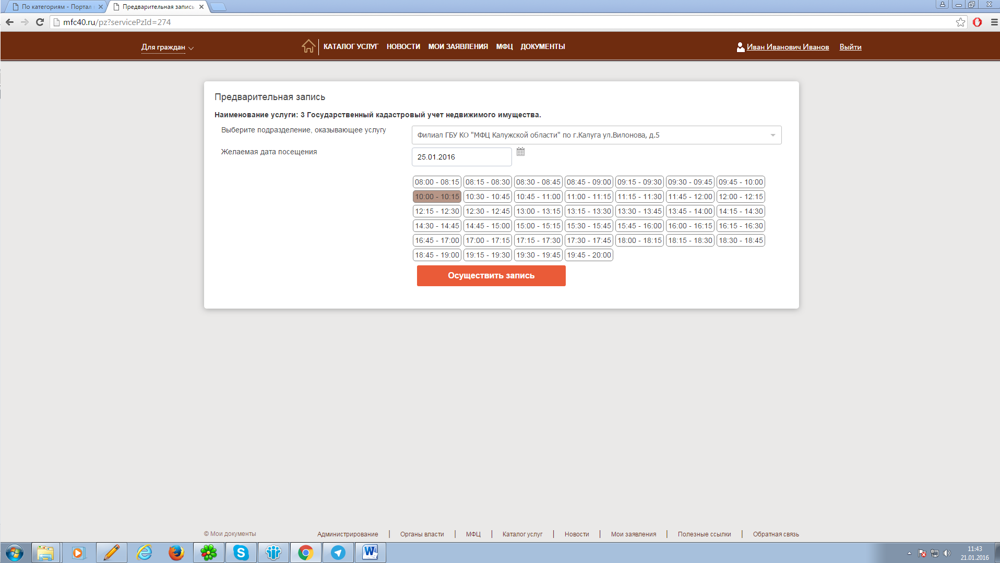 По категориям - Портал
Предварительная запись
mfc40.ru/pz?servicePzId=274
Для граждан
КАТАЛОГ УСЛУГ НОВОСТИ МОИ ЗАЯВЛЕНИЯ МФЦ ДОКУМЕНТЫ
Иван Иванович Иванов Выйти
Предварительная запись
Наименование услуги: 3 Государственный кадастровый учет недвижимого имущества.
Выберите подразделение, оказывающее услугу
Филиал ГБУ КО "МФЦ Калужской области" по г.Калуга ул.Вилонова, д.5
Желаемая дата посещения
25.01.2016
08:00 - 08:15 08:15 - 08:30 08:30 - 08:45 08:45 - 09:00 09:15 - 09:30 09:30 - 09:45 09:45 - 10:00
10:00 - 10:15 10:30 - 10:45 10:45 - 11:00 11:00 - 11:15 11:15 - 11:30 11:45 - 12:00 12:00 - 12:15
12:15 - 12:30 12:30 - 12:45 13:00 - 13:15 13:15 - 13:30 13:30 - 13:45 13:45 - 14:00 14:15 - 14:30
14:30 - 14:45 14:45 - 15:00 15:00 - 15:15 15:30 - 15:45 15:45 - 16:00 16:00 - 16:15 16:15 - 16:30
16:45 - 17:00 17:00 - 17:15 17:15 - 17:30 17:30 - 17:45 18:00 - 18:15 18:15 - 18:30 18:30 - 18:45
18:45 - 19:00 19:15 - 19:30 19:30 - 19:45 19:45 - 20:00
Осуществить запись
© Мои документы
Администрирование | Органы власти | МФЦ | Каталог услуг | Новости | Мои заявления | Полезные ссылки | Обратная связь
11:43
21.01.2016